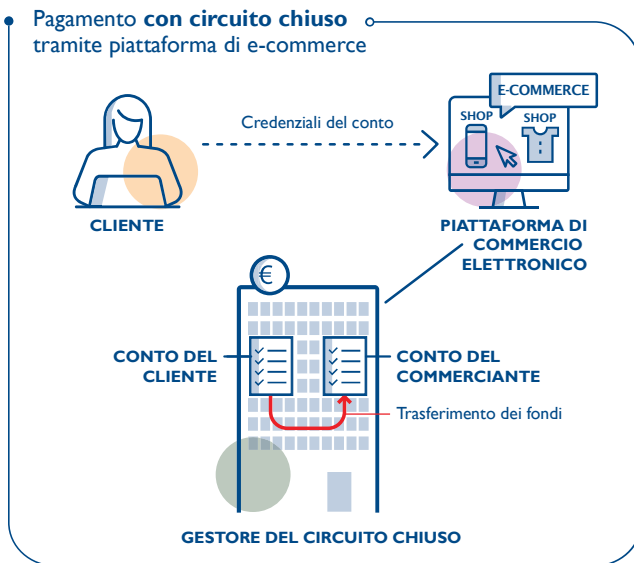 Pagamento con circuito chiuso
tramite piattaforma di e-commerce
E-COMMERCE
SHOP
SHOP
Credenziali del conto
CLIENTE
PIATTAFORMA DI
COMMERCIO
ELETTRONICO
€
CONTO DEL
CLIENTE
CONTO DEL
COMMERCIANTE
Trasferimento dei fondi
GESTORE DEL CIRCUITO CHIUSO